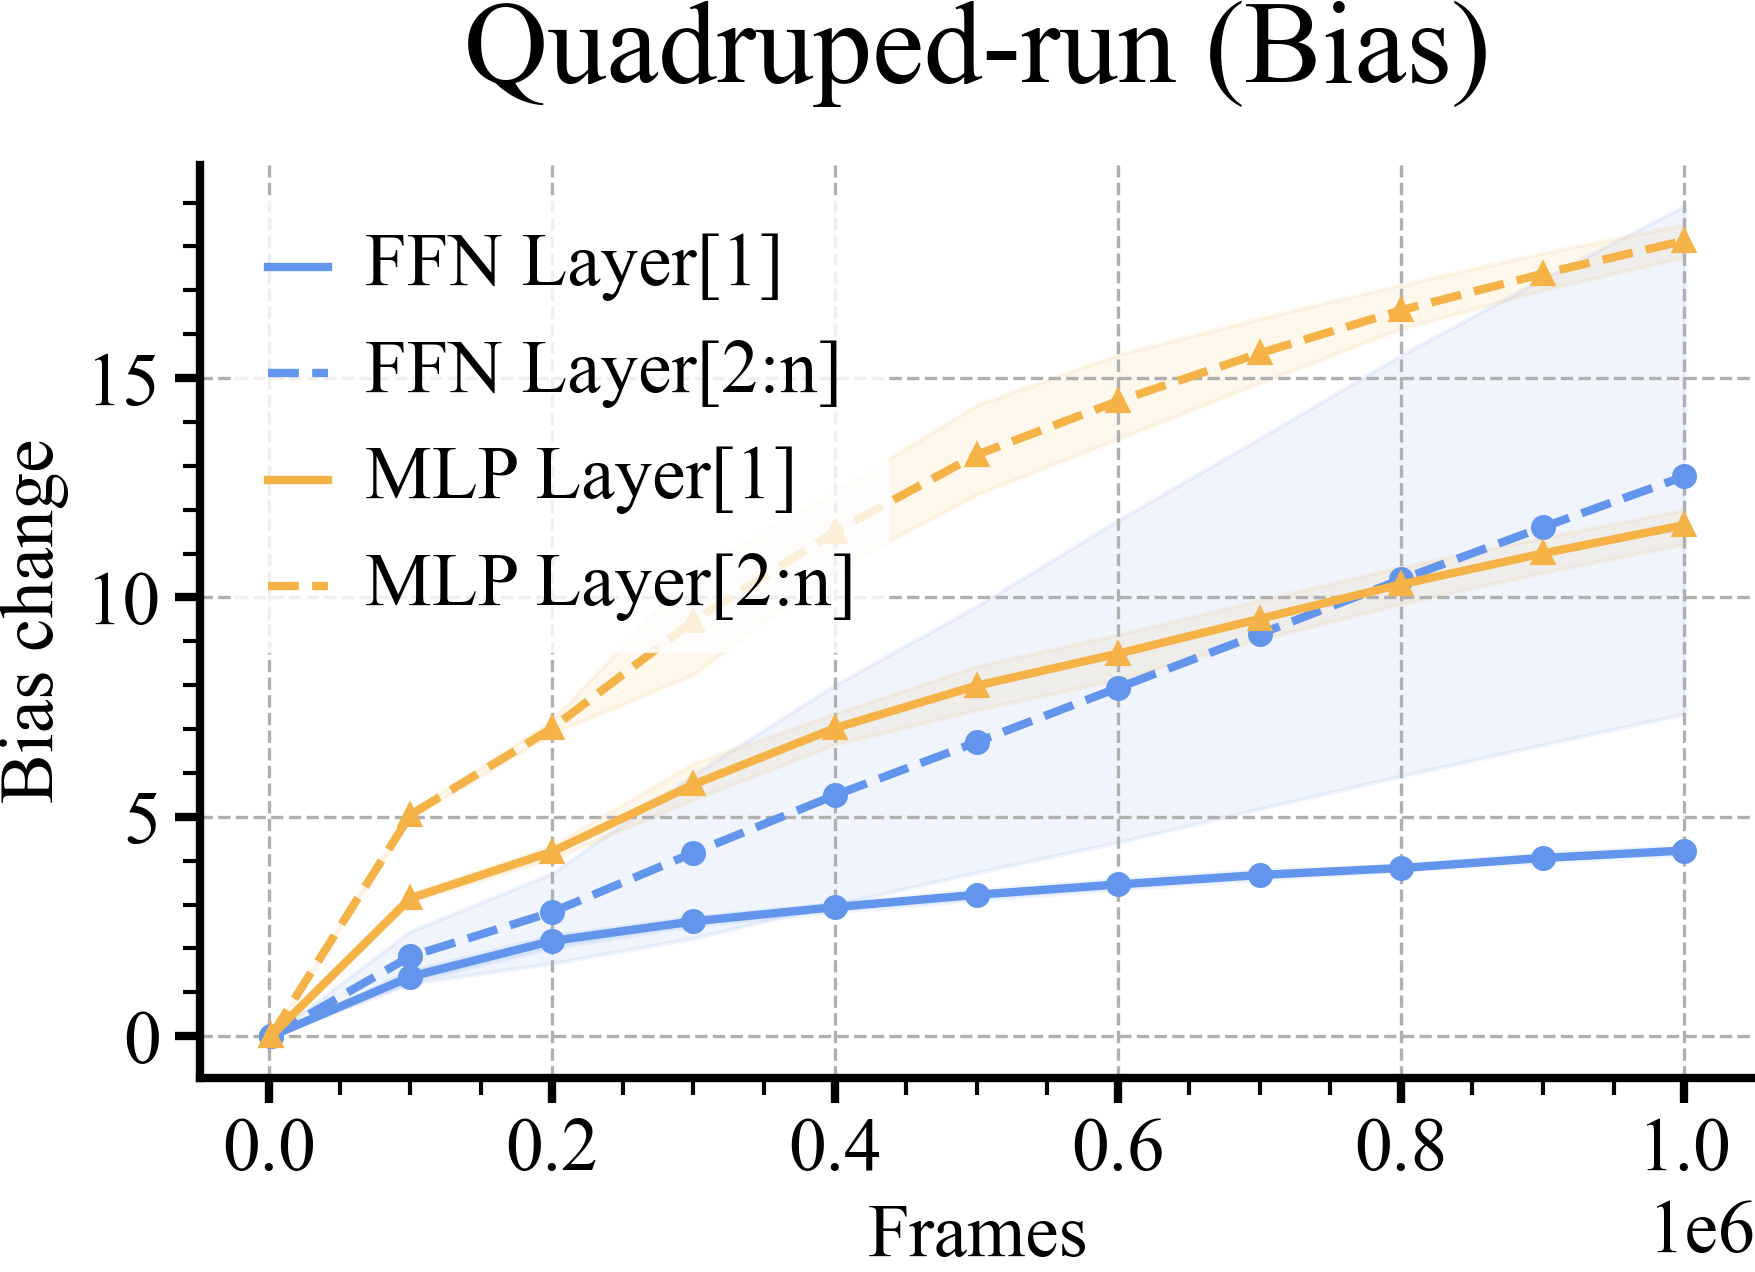 Quadruped-run (Bias)
FFN Layer[1]
FFN Layer[2:n]
MLP Layer[1]
MLP Layer[2:n]
Bias change
15
10
5
0
0.0 0.2 0.4 0.6 0.8 1.0
1e6
Frames